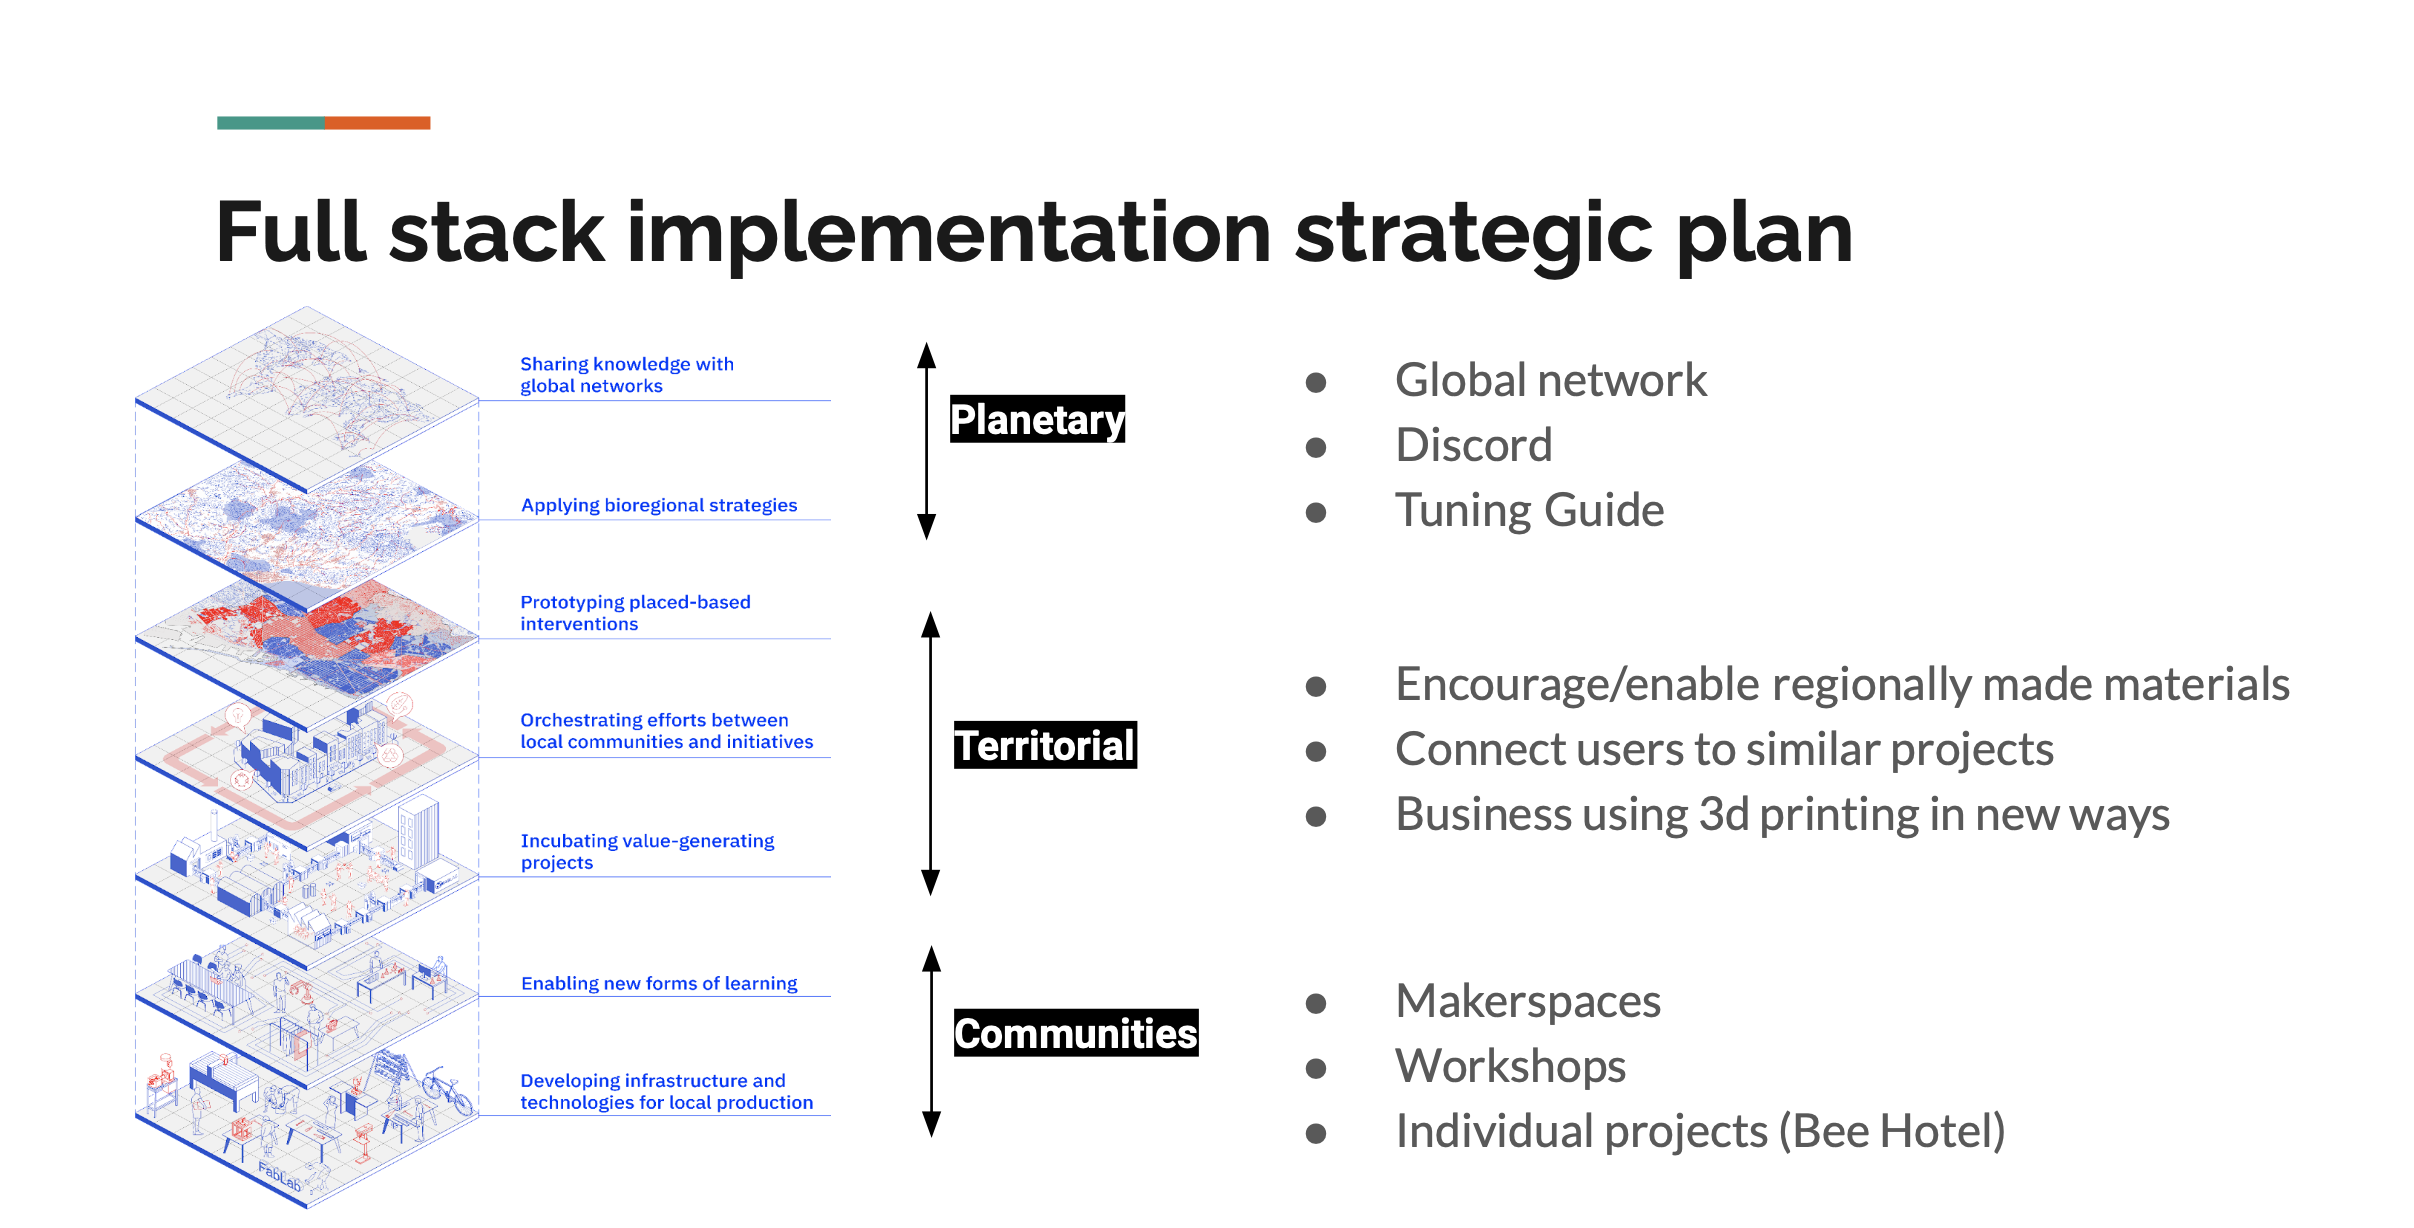 Full stack implementation strategic plan
Sharing knowledge with
global networks
Applying bioregional strategies
Prototyping placed-based
interventions
Orchestrating efforts between
local communities and initiatives
Incubating value-generating
projects
Enabling new forms of learning
Developing infrastructure and
technologies for local production
FabLab
Planetary
Territorial
Communities
● Global network
● Discord
● Tuning Guide
● Encourage/enable regionally made materials
● Connect users to similar projects
● Business using 3d printing in new ways
● Makerspaces
● Workshops
● Individual projects (Bee Hotel)